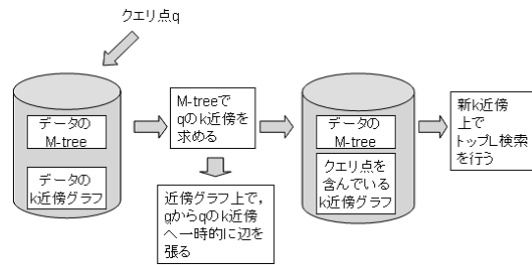 クエリ点q
データの
M-tree
データの
k近傍グラフ
M-treeで
qのk近傍を
求める
近傍グラフ上で,
qからqのk近傍
へ一時的に辺を
張る
データの
M-tree
クエリ点を
含んでいる
k近傍グラフ
新k近傍
上で
トップL検索
を行う